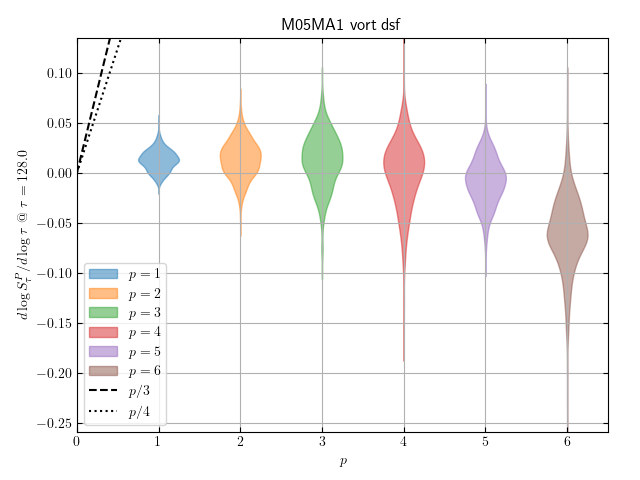 M05MA1 vort dsf
0.10
0.05
0.00
−0.05
−0.10
−0.15
−0.20
−0.25
d log S_τ^P / d log τ @ τ = 128.0
p = 1
p = 2
p = 3
p = 4
p = 5
p = 6
p/3
p/4
0 1 2 3 4 5 6
p